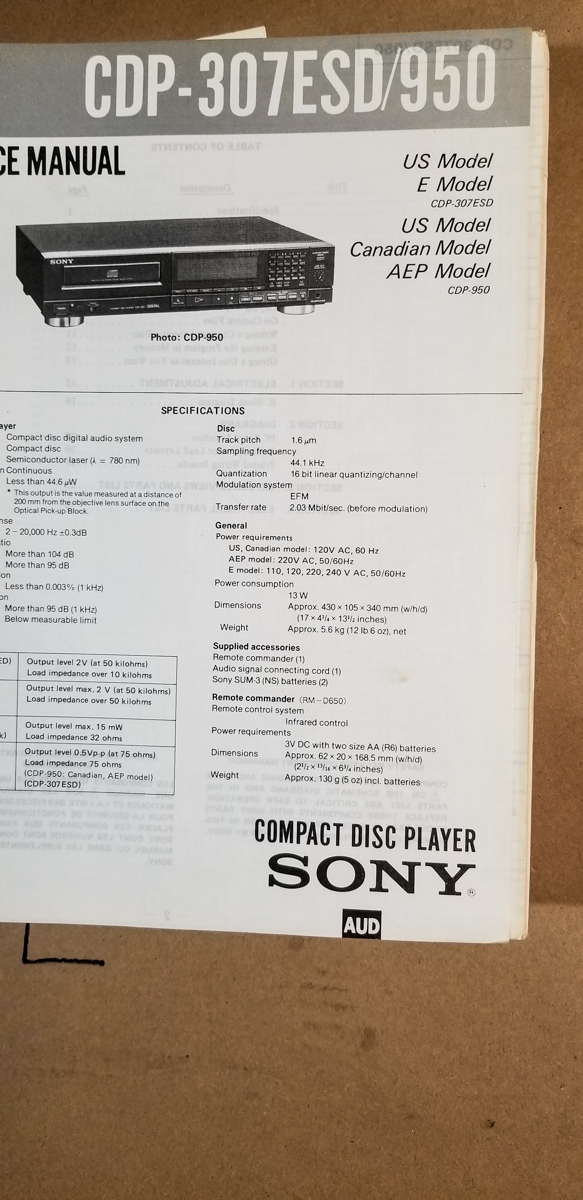 CDP-307ESD/950
CE MANUAL
US Model
E Model
CDP-307ESD
US Model
Canadian Model
AEP Model
CDP-950
SONY
Photo: CDP-950
SPECIFICATIONS
ayer
Compact disc digital audio system
Compact disc
Semiconductor laser (λ = 780 nm)
n Continuous
Less than 44.6 µW
* This output is the value measured at a distance of
200 mm from the objective lens surface on the
Optical Pick-up Block.
nse
2 – 20,000 Hz ±0.3dB
tio
More than 104 dB
More than 95 dB
ion
Less than 0.003% (1 kHz)
on
More than 95 dB (1 kHz)
Below measurable limit
ED)
Output level 2V (at 50 kilohms)
Load impedance over 10 kilohms
Output level max. 2 V (at 50 kilohms)
Load impedance over 50 kilohms
k)
Output level max. 15 mW
Load impedance 32 ohms
Output level 0.5Vp-p (at 75 ohms)
Load impedance 75 ohms
(CDP-950: Canadian, AEP model)
(CDP-307ESD)
Disc
Track pitch 1.6 µm
Sampling frequency
44.1 kHz
Quantization 16 bit linear quantizing/channel
Modulation system
EFM
Transfer rate 2.03 Mbit/sec. (before modulation)
General
Power requirements
US, Canadian model: 120V AC, 60 Hz
AEP model: 220V AC, 50/60Hz
E model: 110, 120, 220, 240 V AC, 50/60Hz
Power consumption
13 W
Dimensions Approx. 430 × 105 × 340 mm (w/h/d)
(17 × 4 1/4 × 13 1/2 inches)
Weight Approx. 5.6 kg (12 lb 6 oz), net
Supplied accessories
Remote commander (1)
Audio signal connecting cord (1)
Sony SUM-3 (NS) batteries (2)
Remote commander (RM-D650)
Remote control system
Infrared control
Power requirements
3V DC with two size AA (R6) batteries
Dimensions Approx. 62 × 20 × 168.5 mm (w/h/d)
(2 1/2 × 13/16 × 6 3/4 inches)
Weight Approx. 130 g (5 oz) incl. batteries
COMPACT DISC PLAYER
SONY®
AUD